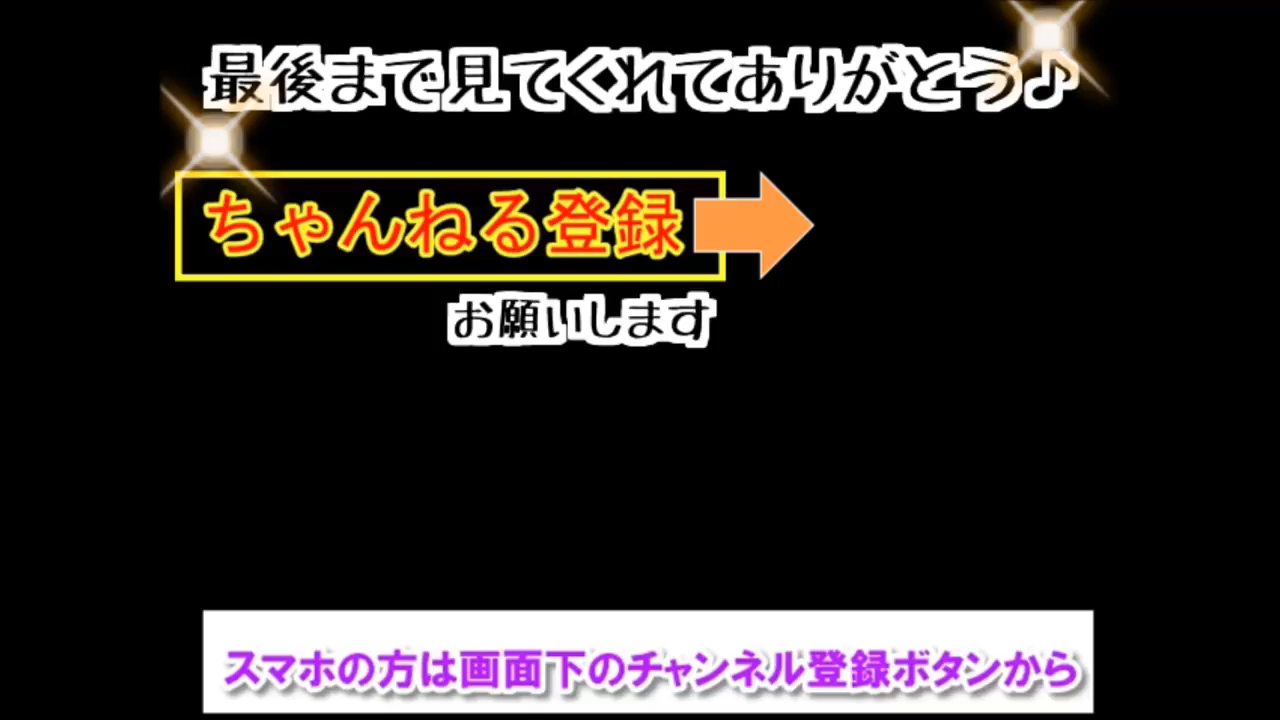 最後まで見てくれてありがとう♪
ちゃんねる登録
お願いします
スマホの方は画面下のチャンネル登録ボタンから